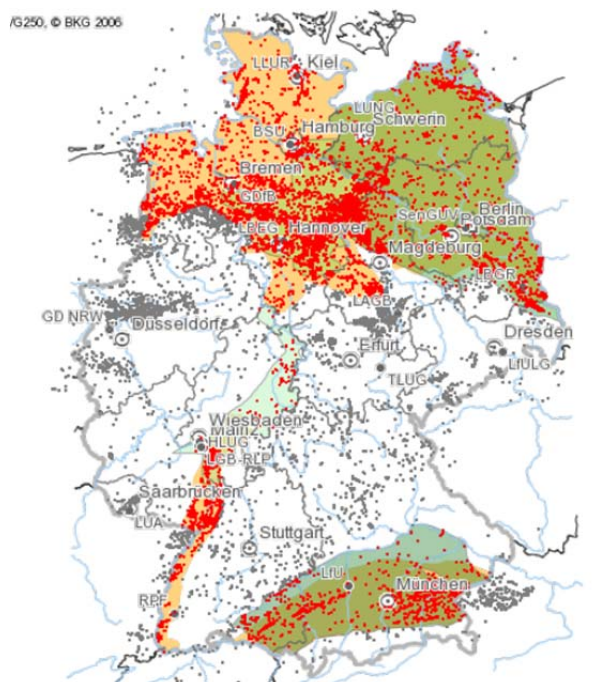 /G250, © BKG 2006
LLUR
Kiel
LUNG
Schwerin
BSU
Hamburg
Bremen
GDfB
SenGUV
Berlin
Potsdam
LBEG
Hannover
Magdeburg
LBGR
LAGB
GD NRW
Düsseldorf
Erfurt
Dresden
LfULG
TLUG
Wiesbaden
Mainz
HLUG
LGB-RLP
Saarbrücken
LUA
Stuttgart
LfU
München
RPF